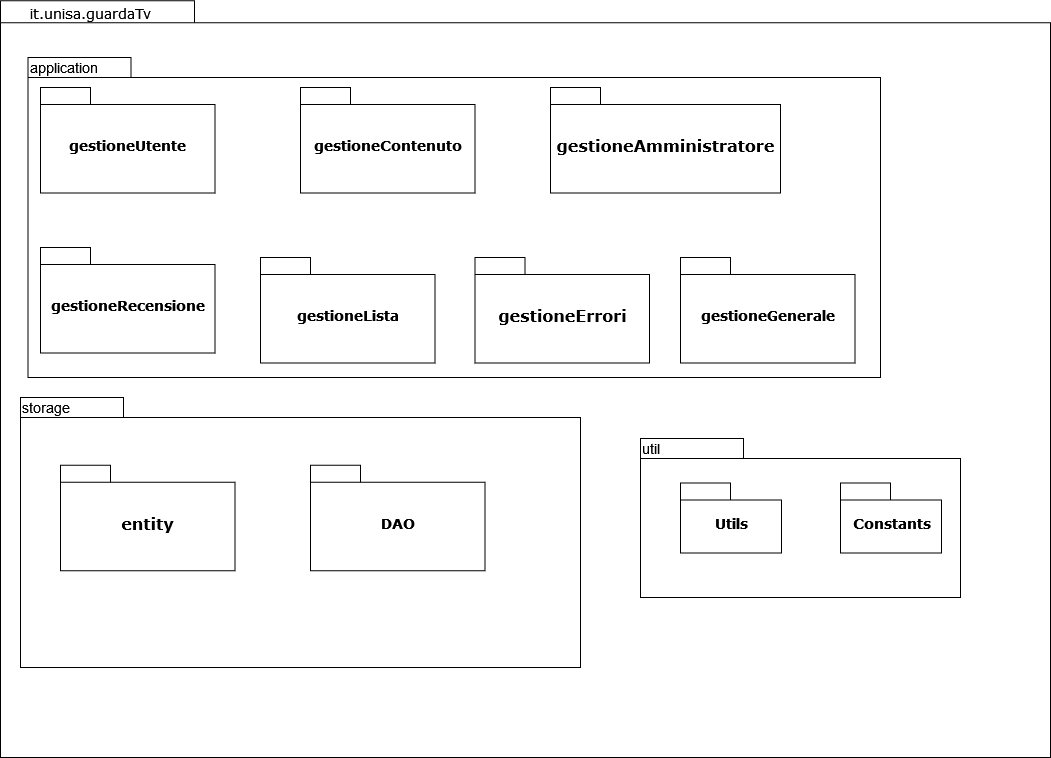 it.unisa.guardaTv
application
gestioneUtente
gestioneContenuto
gestioneAmministratore
gestioneRecensione
gestioneLista
gestioneErrori
gestioneGenerale
storage
entity
DAO
util
Utils
Constants